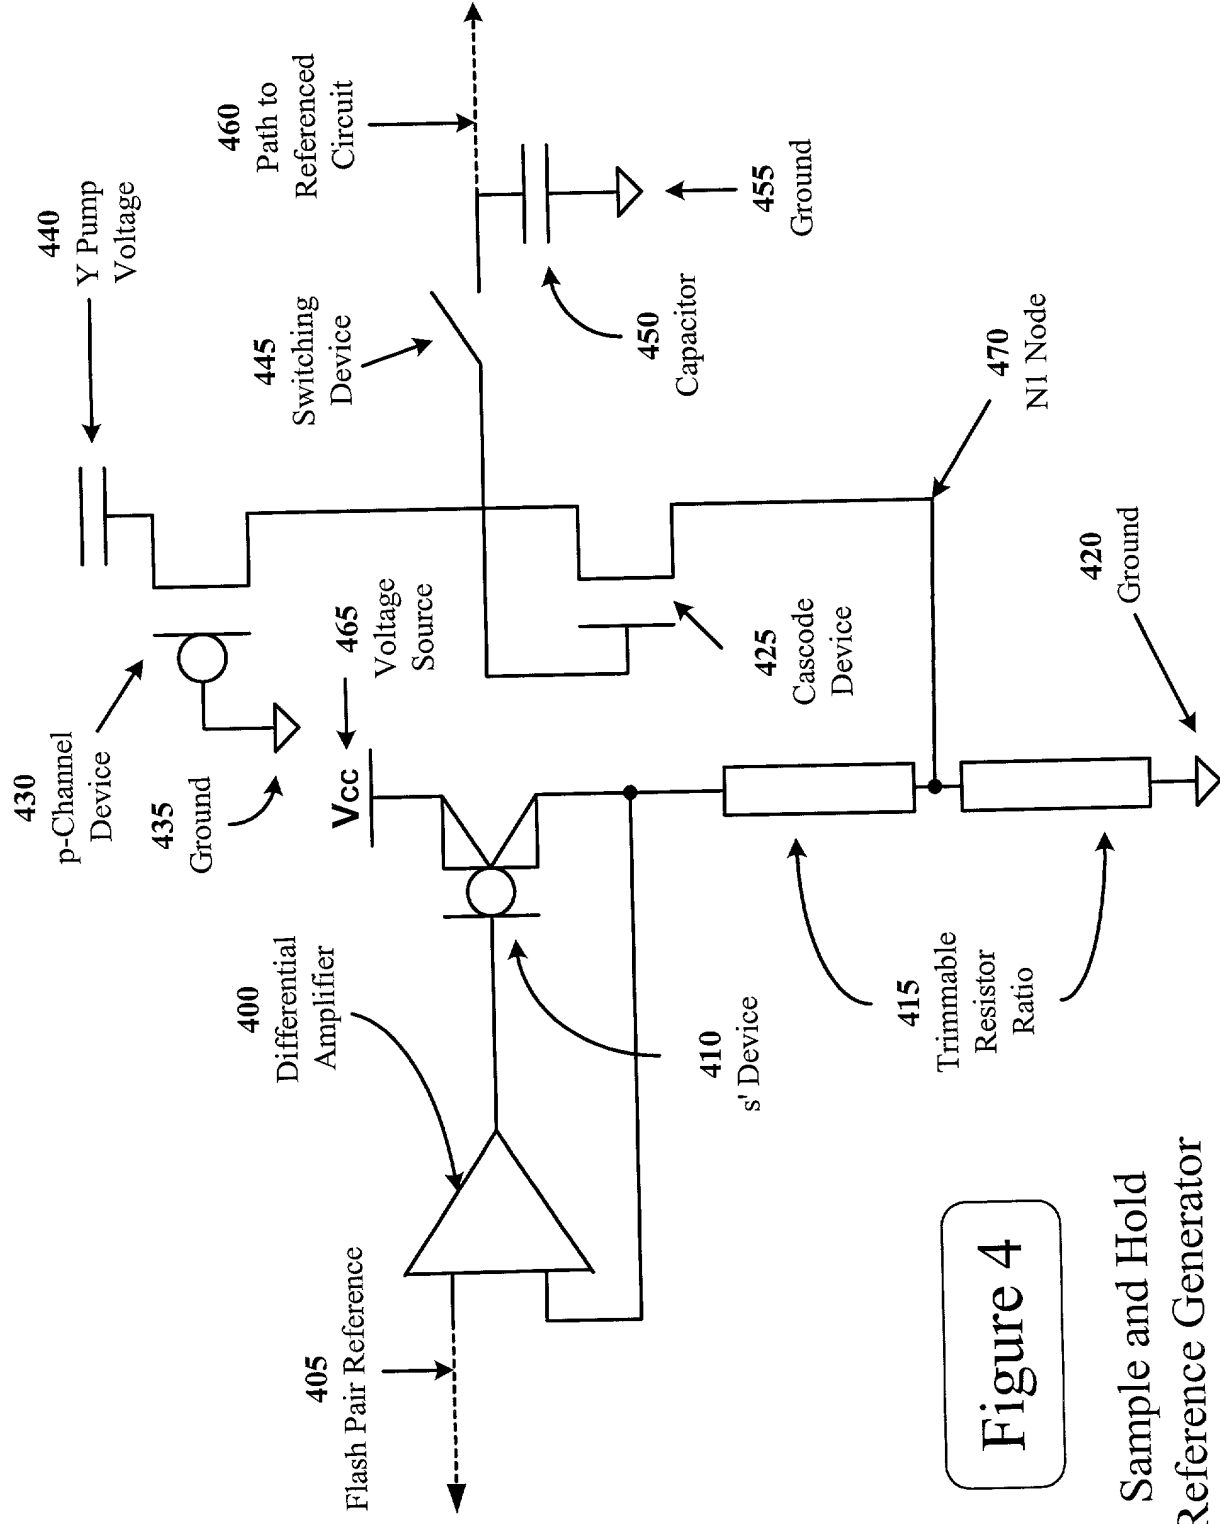 440
Y Pump
Voltage
460
Path to
Referenced
Circuit
430
p-Channel
Device
435
Ground
445
Switching
Device
465
Voltage
Source
Vcc
450
Capacitor
455
Ground
400
Differential
Amplifier
425
Cascode
Device
470
N1 Node
405
Flash Pair Reference
410
s' Device
415
Trimmable
Resistor
Ratio
420
Ground
Figure 4
Sample and Hold
Reference Generator